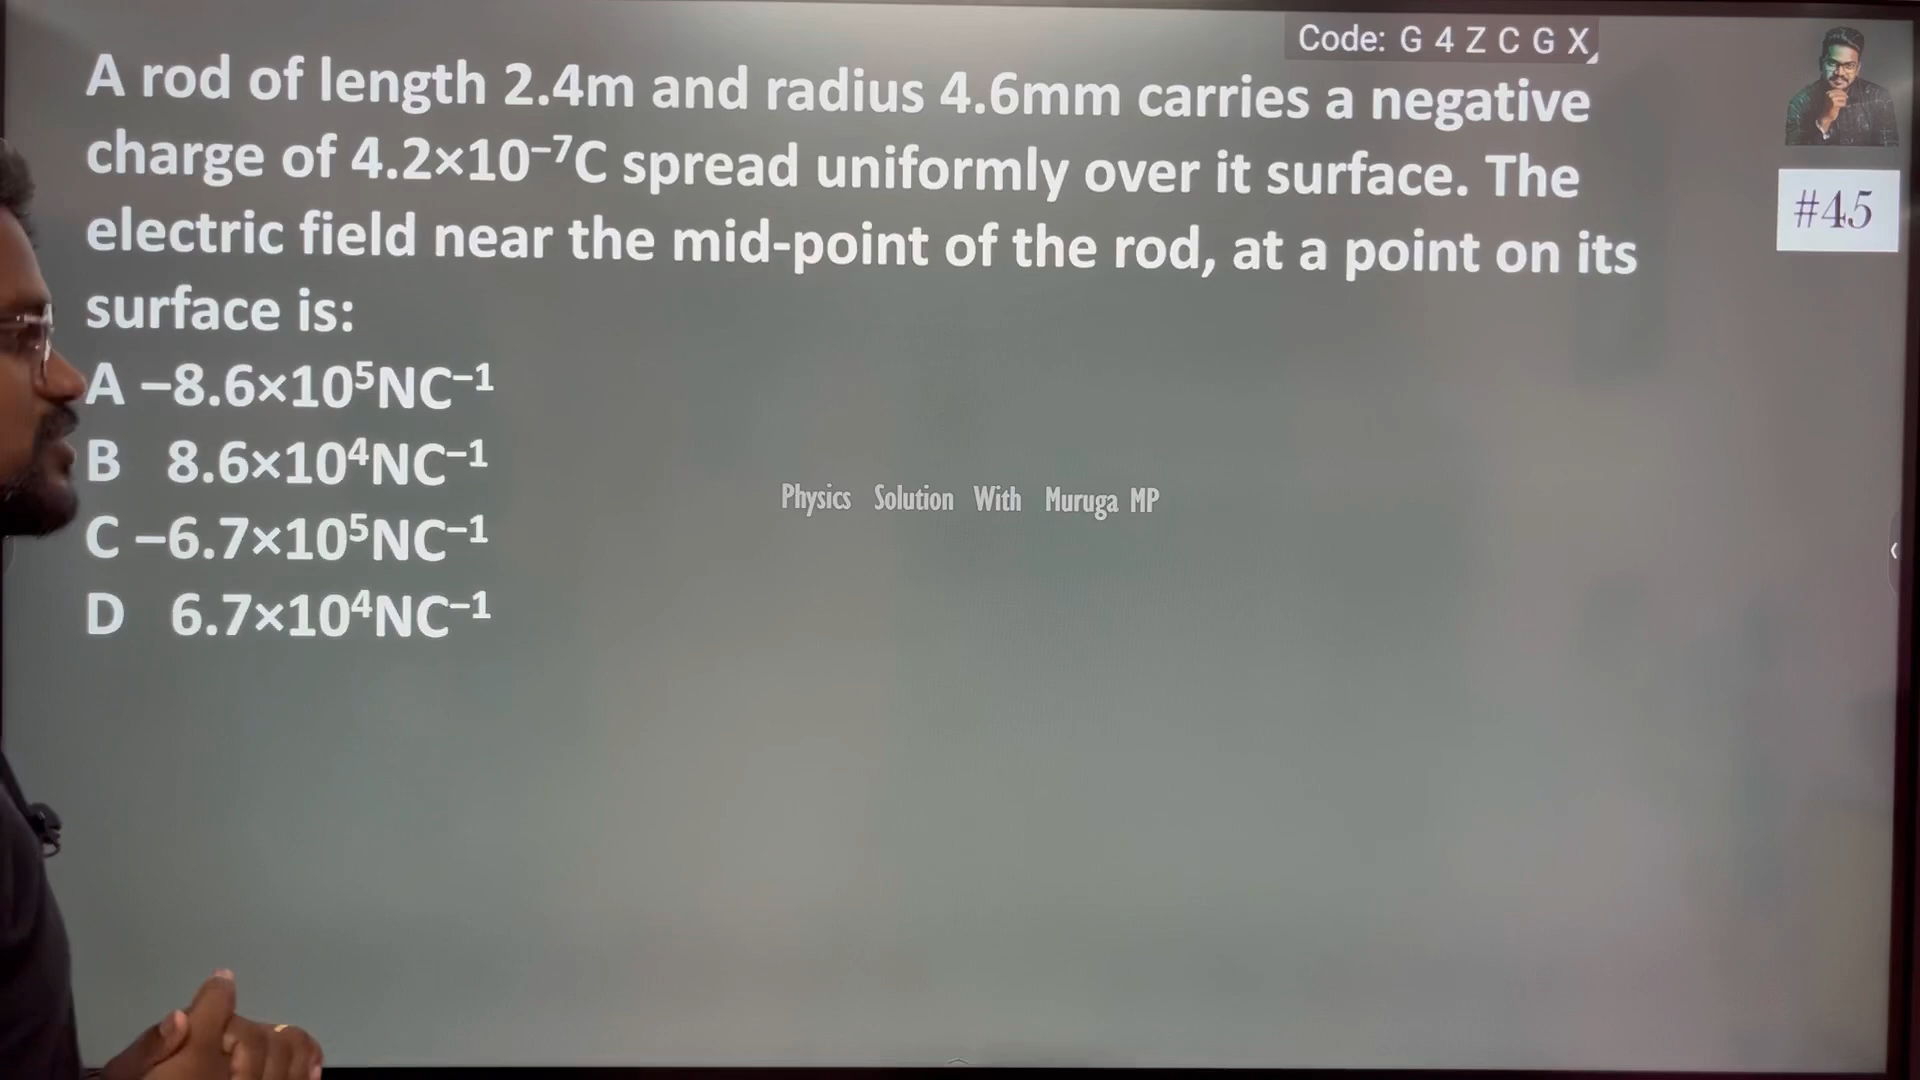 Code: G 4 Z C G X
A rod of length 2.4m and radius 4.6mm carries a negative
charge of 4.2×10⁻⁷C spread uniformly over it surface. The
electric field near the mid-point of the rod, at a point on its
surface is:
A −8.6×10⁵NC⁻¹
B 8.6×10⁴NC⁻¹
C −6.7×10⁵NC⁻¹
D 6.7×10⁴NC⁻¹
#45
Physics Solution With Muruga MP